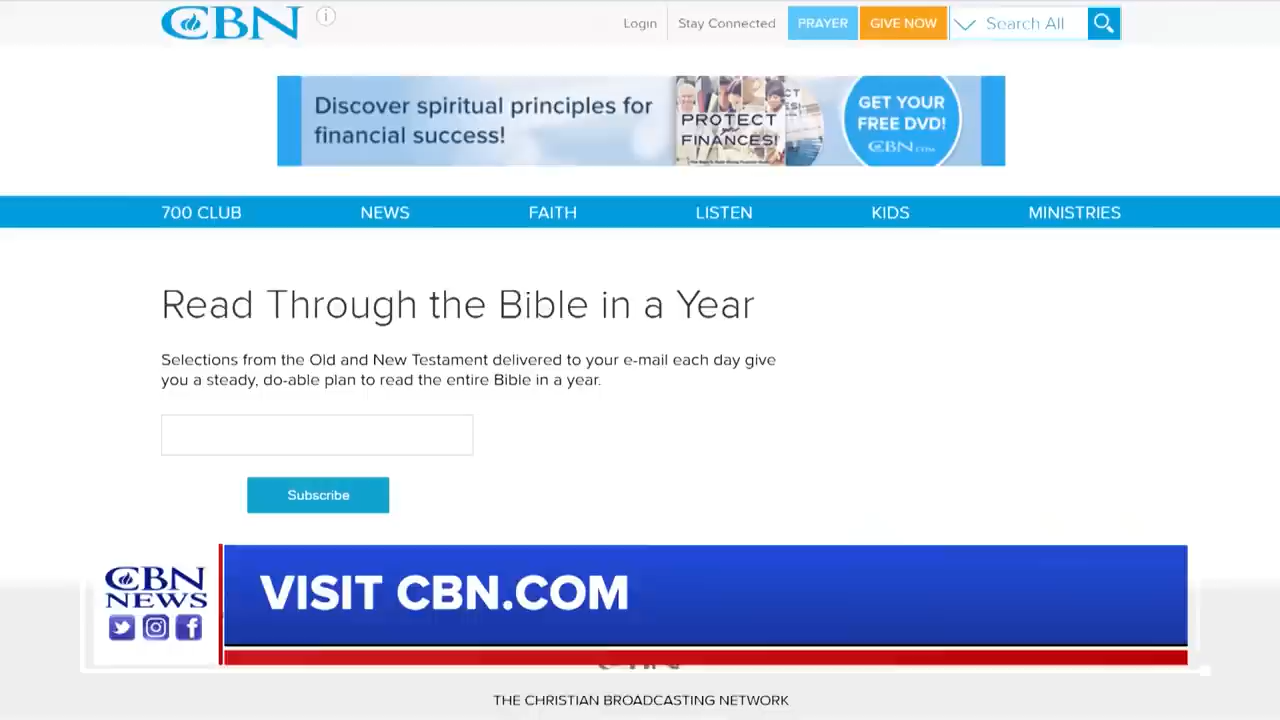 CBN
Login
Stay Connected
PRAYER
GIVE NOW
Search All
Discover spiritual principles for
financial success!
PROTECT
your
FINANCES!
GET YOUR
FREE DVD!
CBN.COM
700 CLUB
NEWS
FAITH
LISTEN
KIDS
MINISTRIES
Read Through the Bible in a Year
Selections from the Old and New Testament delivered to your e-mail each day give
you a steady, do-able plan to read the entire Bible in a year.
Subscribe
CBN
NEWS
VISIT CBN.COM
THE CHRISTIAN BROADCASTING NETWORK